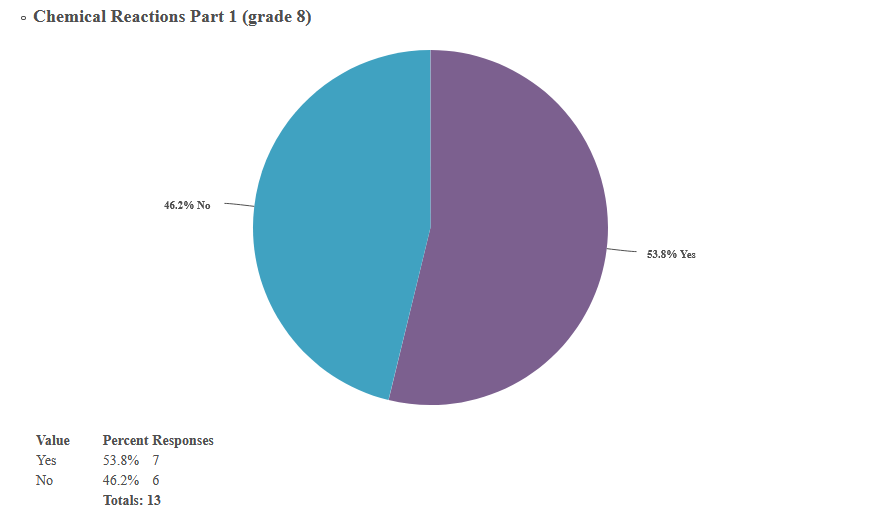 Chemical Reactions Part 1 (grade 8)
46.2% No
53.8% Yes
Value Percent Responses
Yes 53.8% 7
No 46.2% 6
Totals: 13